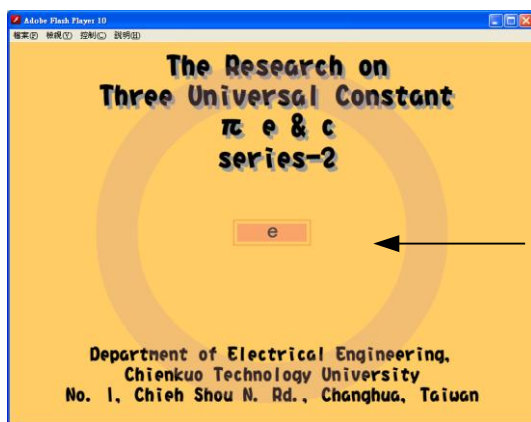 Adobe Flash Player 10
檔案(F) 檢視(V) 控制(C) 說明(H)
The Research on
Three Universal Constant
π e & c
series-2
e
Department of Electrical Engineering,
Chienkuo Technology University
No. 1, Chieh Shou N. Rd., Changhua, Taiwan